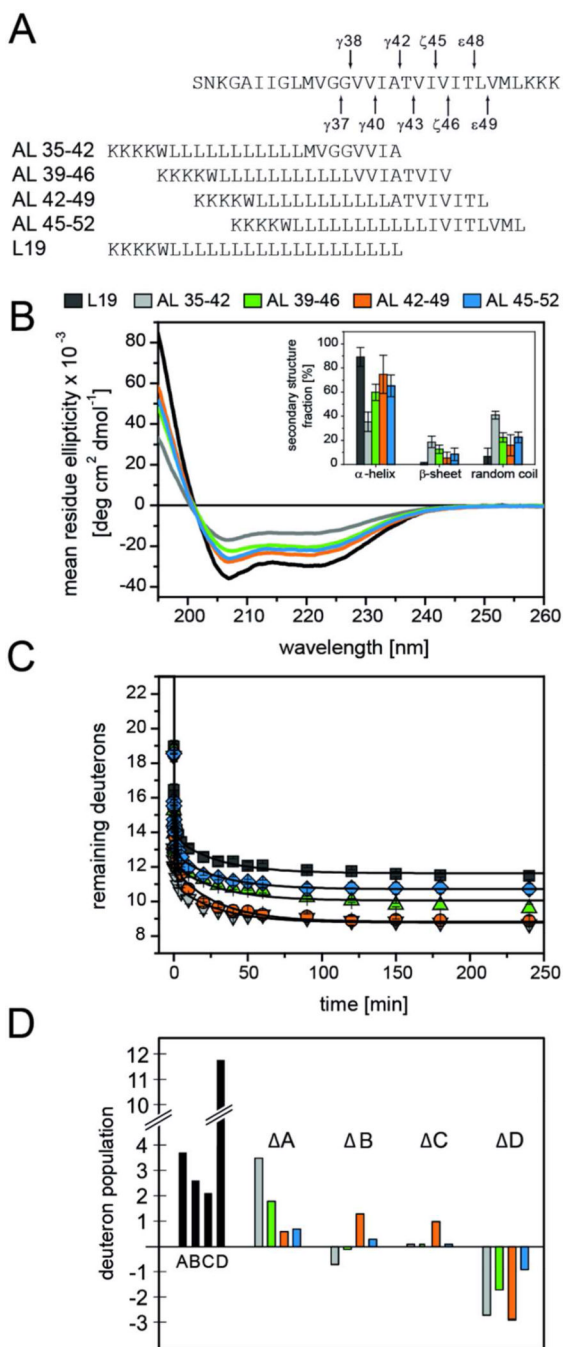 A
γ38 γ42 ζ45 ε48
SNKGAIIGLMVGGVVIATVIVITLVMLKKK
γ37 γ40 γ43 ζ46 ε49
AL 35-42 KKKKWLLLLLLLLLLLMVGGVVIA
AL 39-46 KKKKWLLLLLLLLLLLVVIATVIV
AL 42-49 KKKKWLLLLLLLLLLLATVIVITL
AL 45-52 KKKKWLLLLLLLLLLLIVITLVML
L19 KKKKWLLLLLLLLLLLLLLLLLLL
L19 AL 35-42 AL 39-46 AL 42-49 AL 45-52
B
mean residue ellipticity x 10⁻³
[deg cm² dmol⁻¹]
80
60
40
20
0
-20
-40
200 210 220 230 240 250 260
wavelength [nm]
secondary structure
fraction [%]
100
80
60
40
20
0
α-helix β-sheet random coil
C
remaining deuterons
22
20
18
16
14
12
10
8
0 50 100 150 200 250
time [min]
D
deuteron population
12
11
10
4
3
2
1
-1
-2
-3
ABCD
ΔA ΔB ΔC ΔD